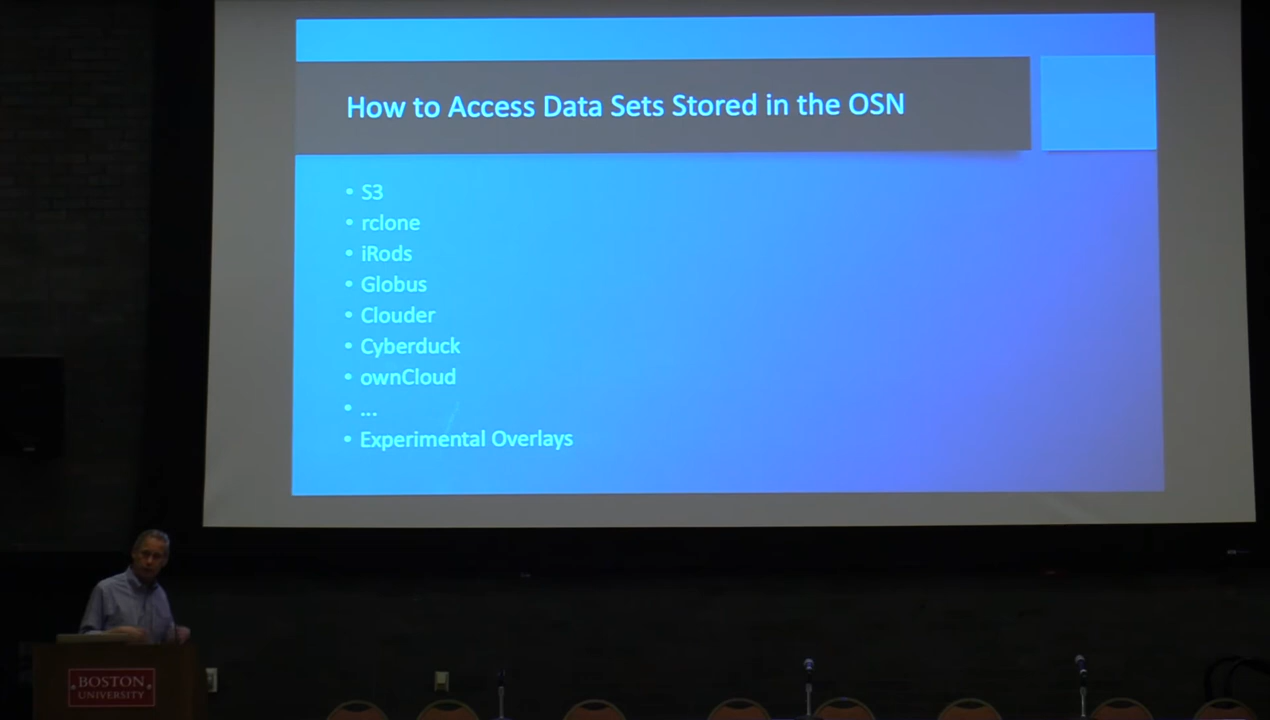 How to Access Data Sets Stored in the OSN
• S3
• rclone
• iRods
• Globus
• Clouder
• Cyberduck
• ownCloud
• ...
• Experimental Overlays
BOSTON
UNIVERSITY